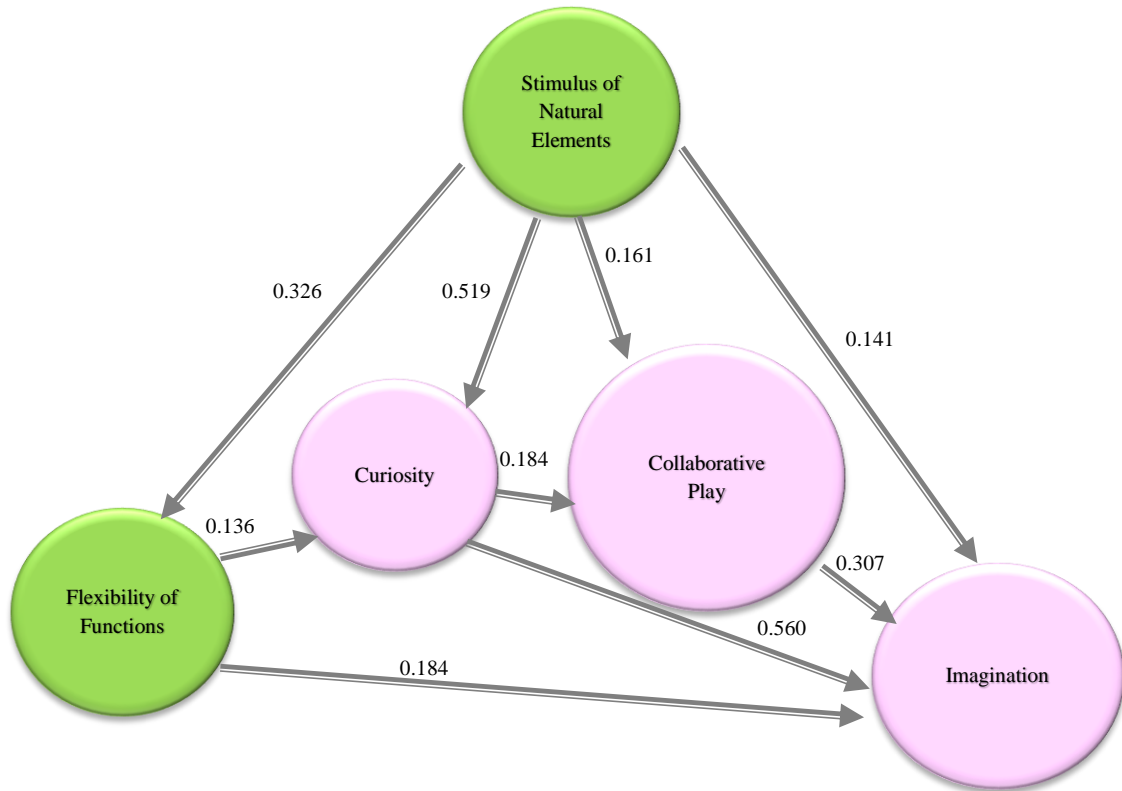 Stimulus of
Natural
Elements
0.161
0.326
0.519
0.141
Collaborative
Play
Curiosity
0.184
0.136
0.307
Flexibility of
Functions
0.560
0.184
Imagination